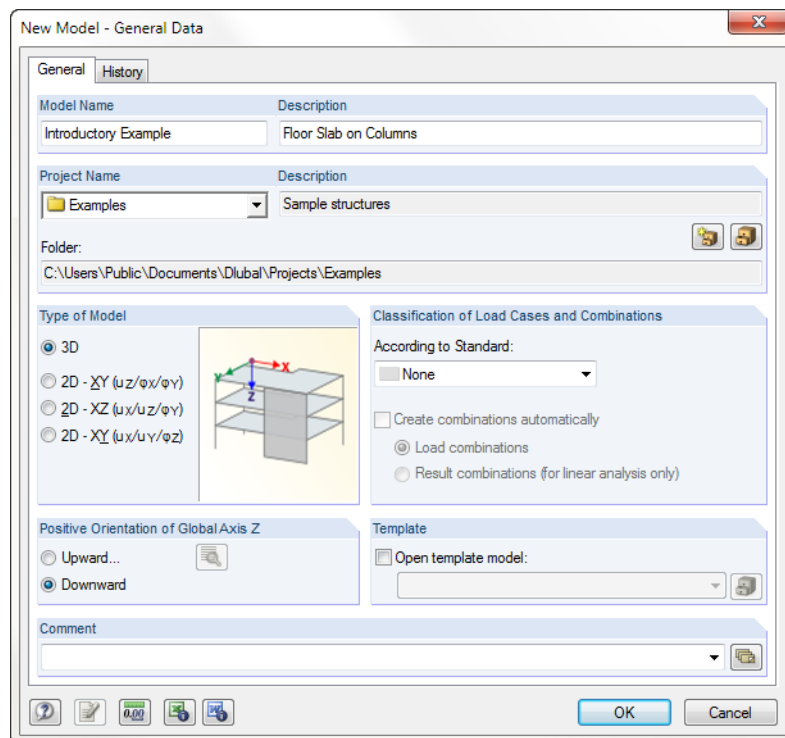 New Model - General Data
General History
Model Name Description
Introductory Example Floor Slab on Columns
Project Name Description
Examples Sample structures
Folder:
C:\Users\Public\Documents\Dlubal\Projects\Examples
Type of Model
3D
2D - XY (uZ/φX/φY)
2D - XZ (uX/uZ/φY)
2D - XY (uX/uY/φZ)
X
Y
Z
Classification of Load Cases and Combinations
According to Standard:
None
Create combinations automatically
Load combinations
Result combinations (for linear analysis only)
Positive Orientation of Global Axis Z
Upward...
Downward
Template
Open template model:
Comment
0.00
OK Cancel